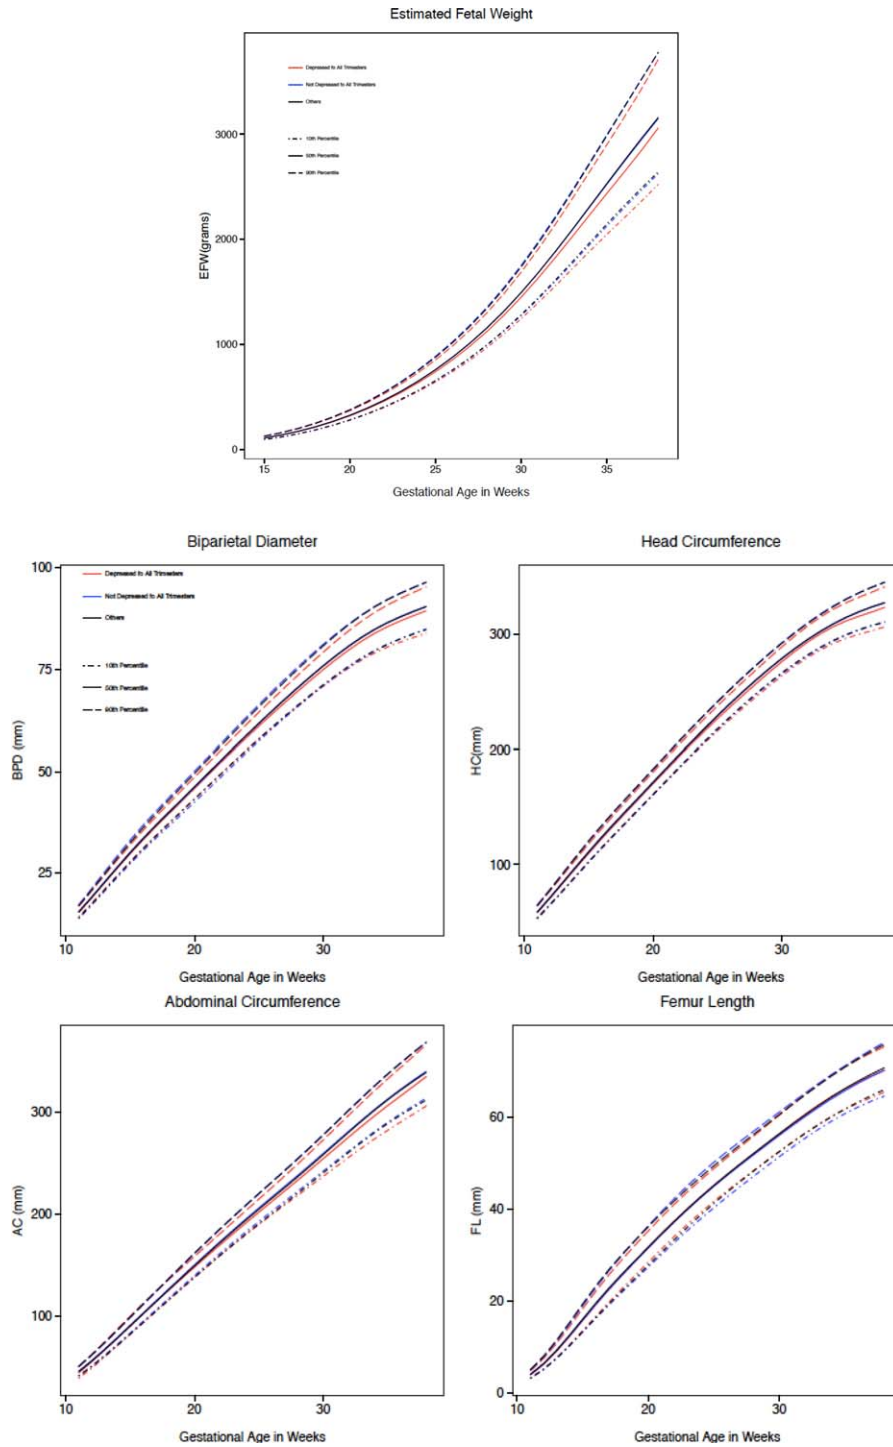 Estimated Fetal Weight
Depressed All Trimesters
Not Depressed All Trimesters
Others
10th Percentile
50th Percentile
90th Percentile
EFW(grams)
3000
2000
1000
0
15 20 25 30 35
Gestational Age in Weeks
Biparietal Diameter
Depressed All Trimesters
Not Depressed All Trimesters
Others
10th Percentile
50th Percentile
90th Percentile
BPD (mm)
100
75
50
25
10 20 30
Gestational Age in Weeks
Head Circumference
HC(mm)
300
200
100
10 20 30
Gestational Age in Weeks
Abdominal Circumference
AC (mm)
300
200
100
10 20 30
Gestational Age in Weeks
Femur Length
FL (mm)
60
40
20
0
10 20 30
Gestational Age in Weeks